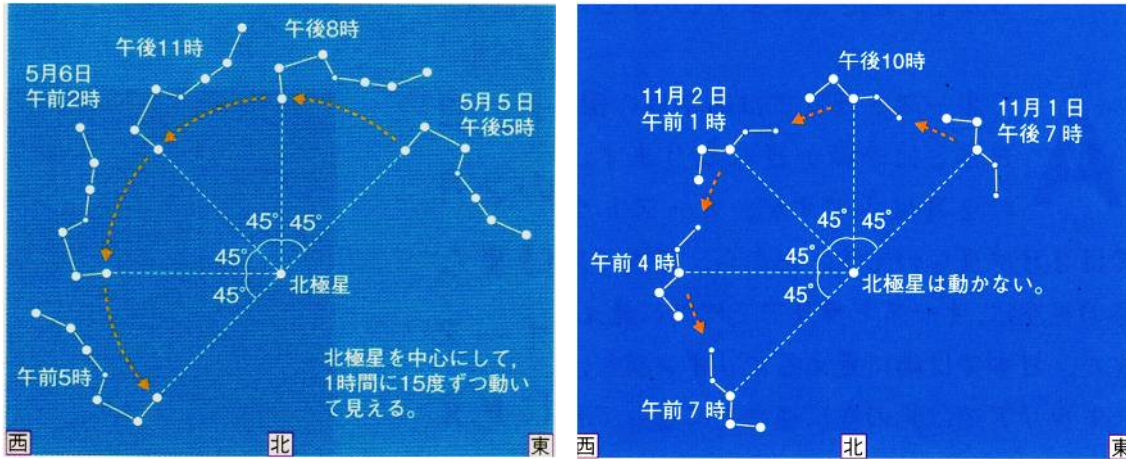 午後8時
午後11時
5月6日
午前2時
5月5日
午後5時
45°
45°
45°
45°
北極星
午前5時
北極星を中心にして,
1時間に15度ずつ動い
て見える。
西
北
東
午後10時
11月2日
午前1時
11月1日
午後7時
45°
45°
45°
45°
午前4時
北極星は動かない。
午前7時
西
北
東